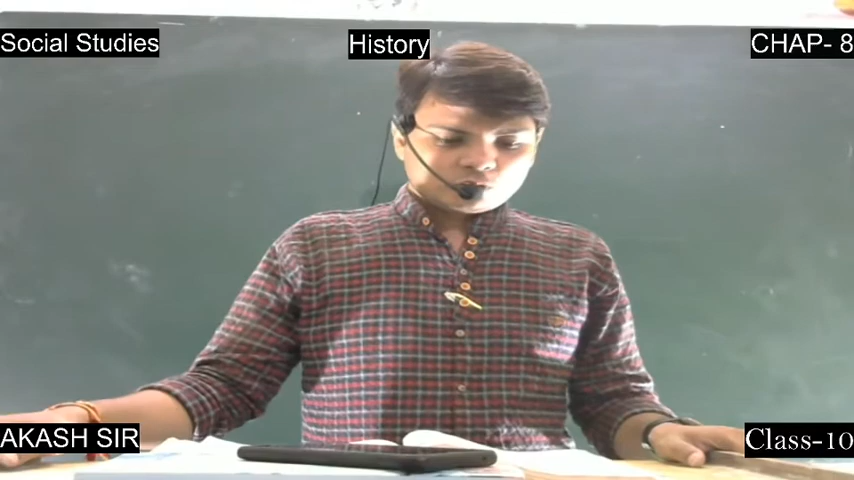 Social Studies
History
CHAP- 8
AKASH SIR
Class-10